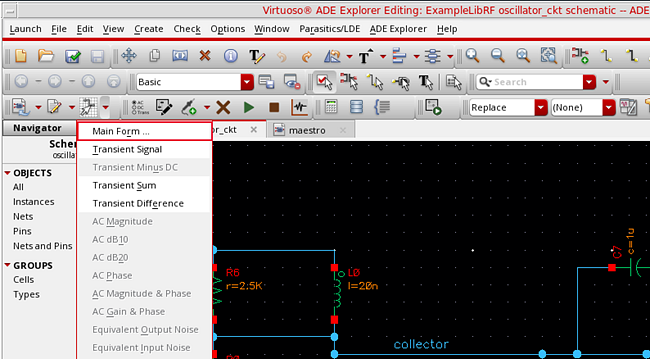 Virtuoso® ADE Explorer Editing: ExampleLibRF oscillator_ckt schematic -- ADE
Launch File Edit View Create Check Options Window Parasitics/LDE ADE Explorer Help
Basic Search
Replace (None)
Navigator or_ckt maestro
Main Form ...
Transient Signal
Transient Minus DC
Transient Sum
Transient Difference
AC Magnitude
AC dB10
AC dB20
AC Phase
AC Magnitude & Phase
AC Gain & Phase
Equivalent Output Noise
Equivalent Input Noise
Sche
oscillat
OBJECTS
All
Instances
Nets
Pins
Nets and Pins
GROUPS
Cells
Types
R6
r=2.5K
L0
l=20n
C7
c=1u
collector